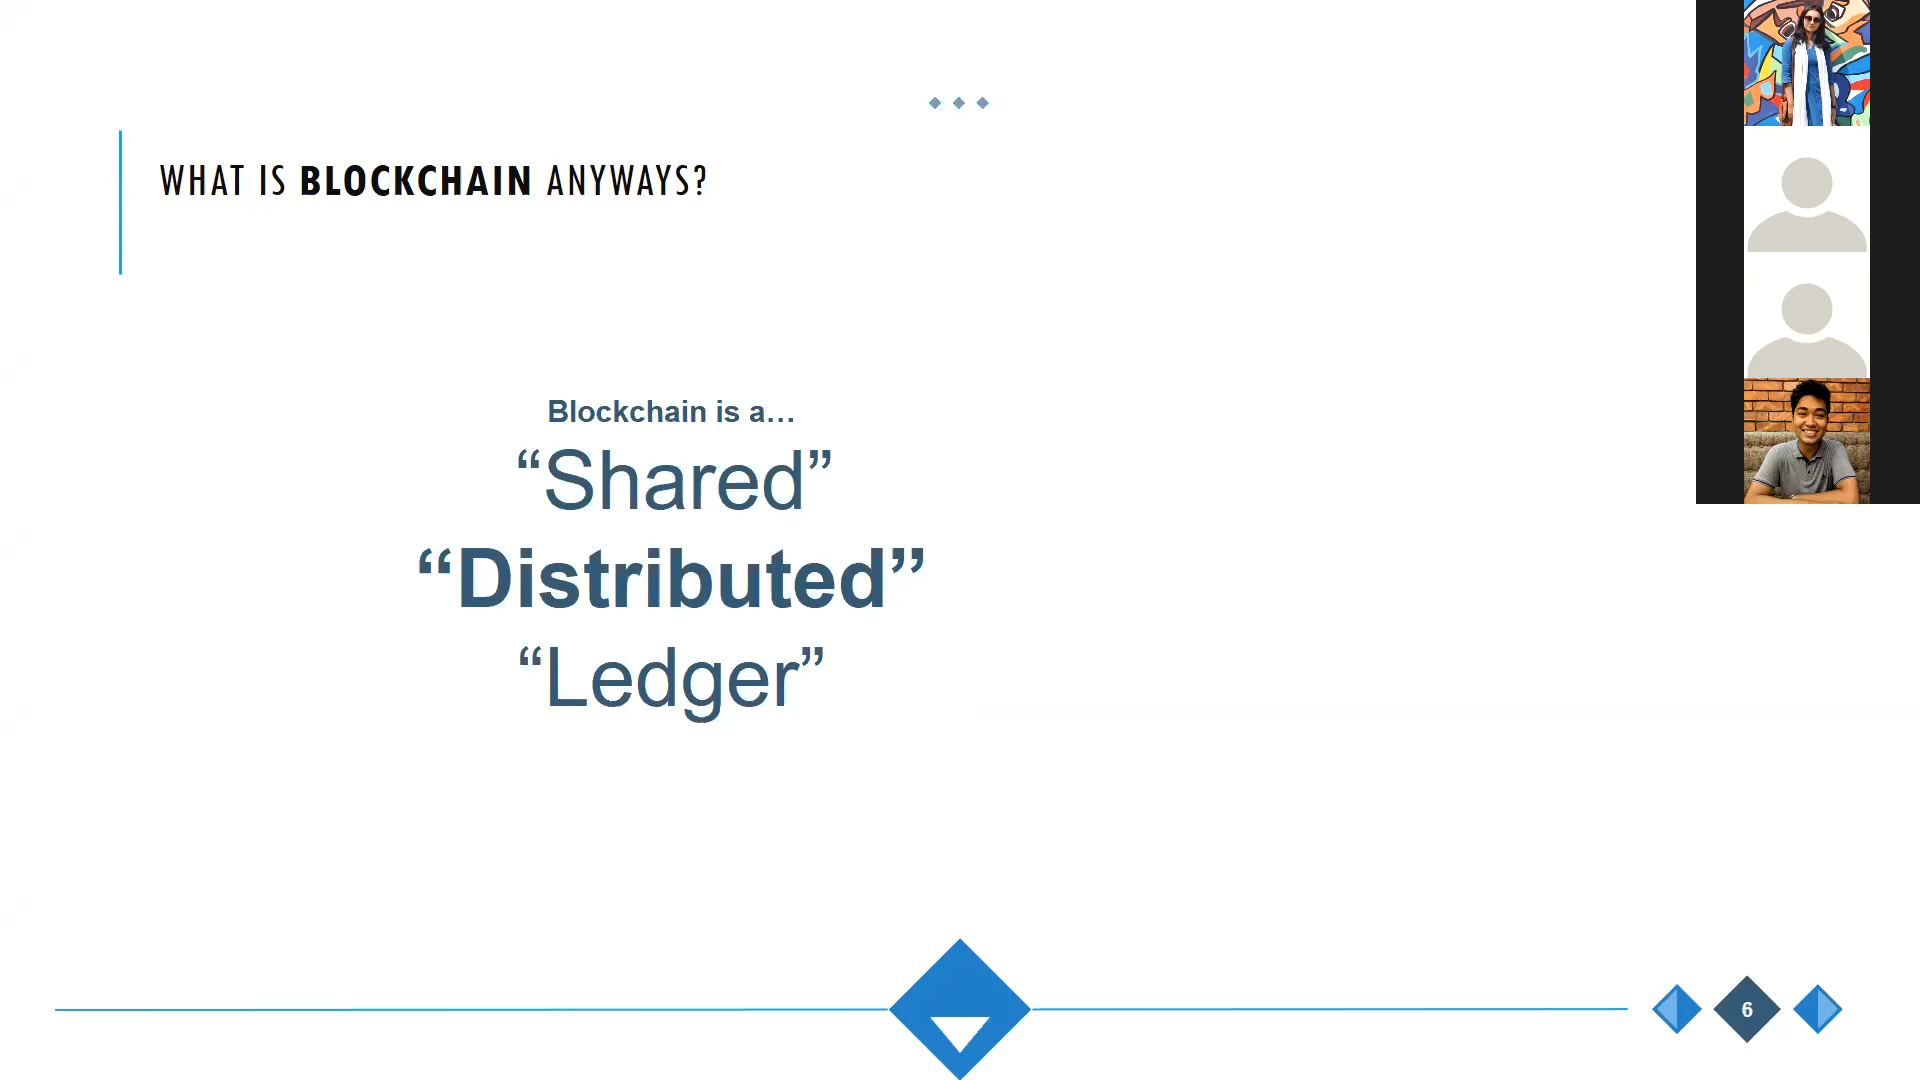 WHAT IS BLOCKCHAIN ANYWAYS?
Blockchain is a…
“Shared”
“Distributed”
“Ledger”
6